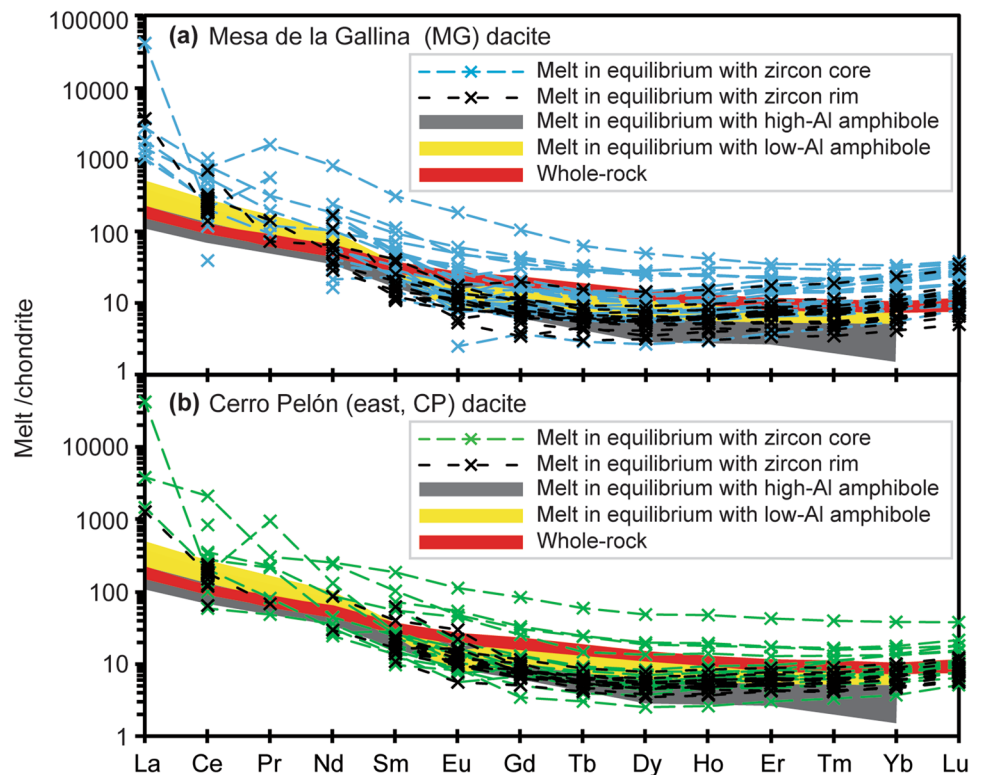 100000
(a) Mesa de la Gallina (MG) dacite
Melt in equilibrium with zircon core
10000
Melt in equilibrium with zircon rim
Melt in equilibrium with high-Al amphibole
Melt in equilibrium with low-Al amphibole
1000
Whole-rock
100
10
1
Melt /chondrite
(b) Cerro Pelón (east, CP) dacite
Melt in equilibrium with zircon core
10000
Melt in equilibrium with zircon rim
Melt in equilibrium with high-Al amphibole
Melt in equilibrium with low-Al amphibole
1000
Whole-rock
100
10
1
La Ce Pr Nd Sm Eu Gd Tb Dy Ho Er Tm Yb Lu